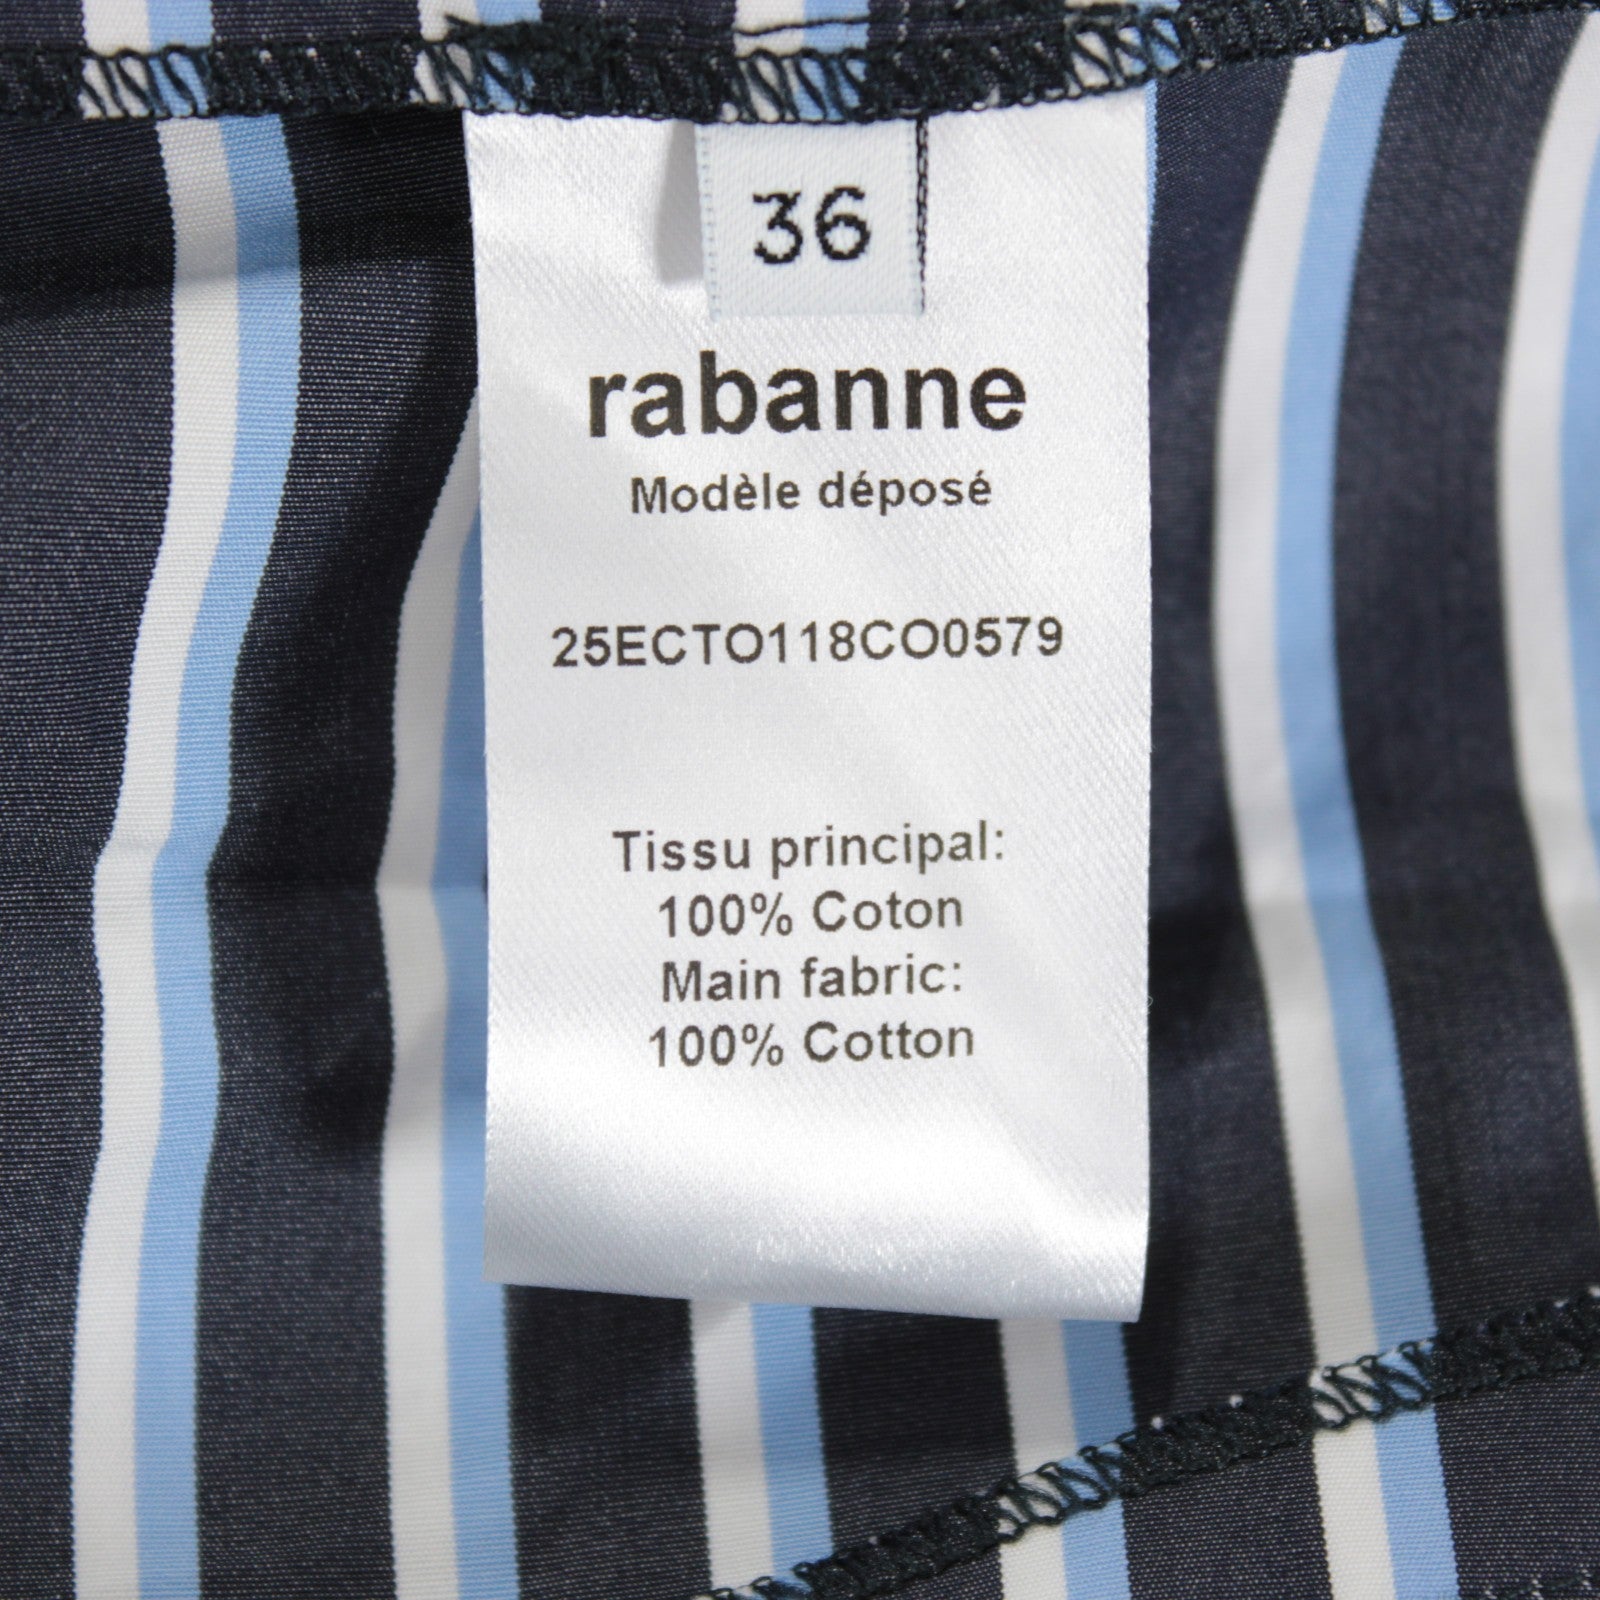 36
rabanne
Modèle déposé
25ECTO118CO0579
Tissu principal:
100% Coton
Main fabric:
100% Cotton